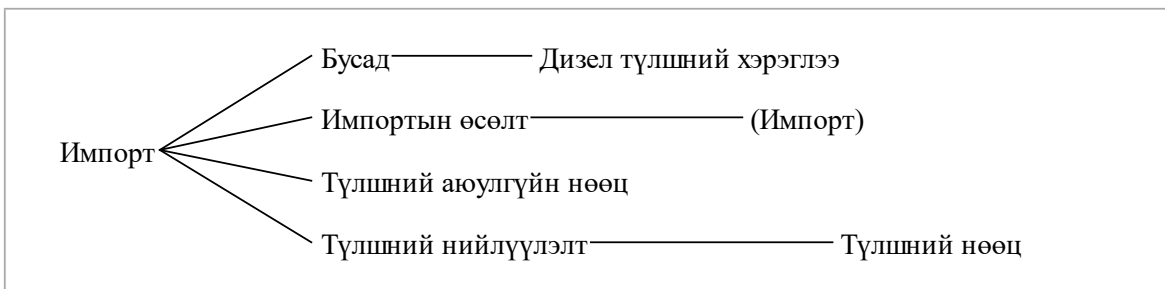 Бусад Дизел түлшний хэрэглээ
Импортын өсөлт (Импорт)
Импорт
Түлшний аюулгүйн нөөц
Түлшний нийлүүлэлт Түлшний нөөц